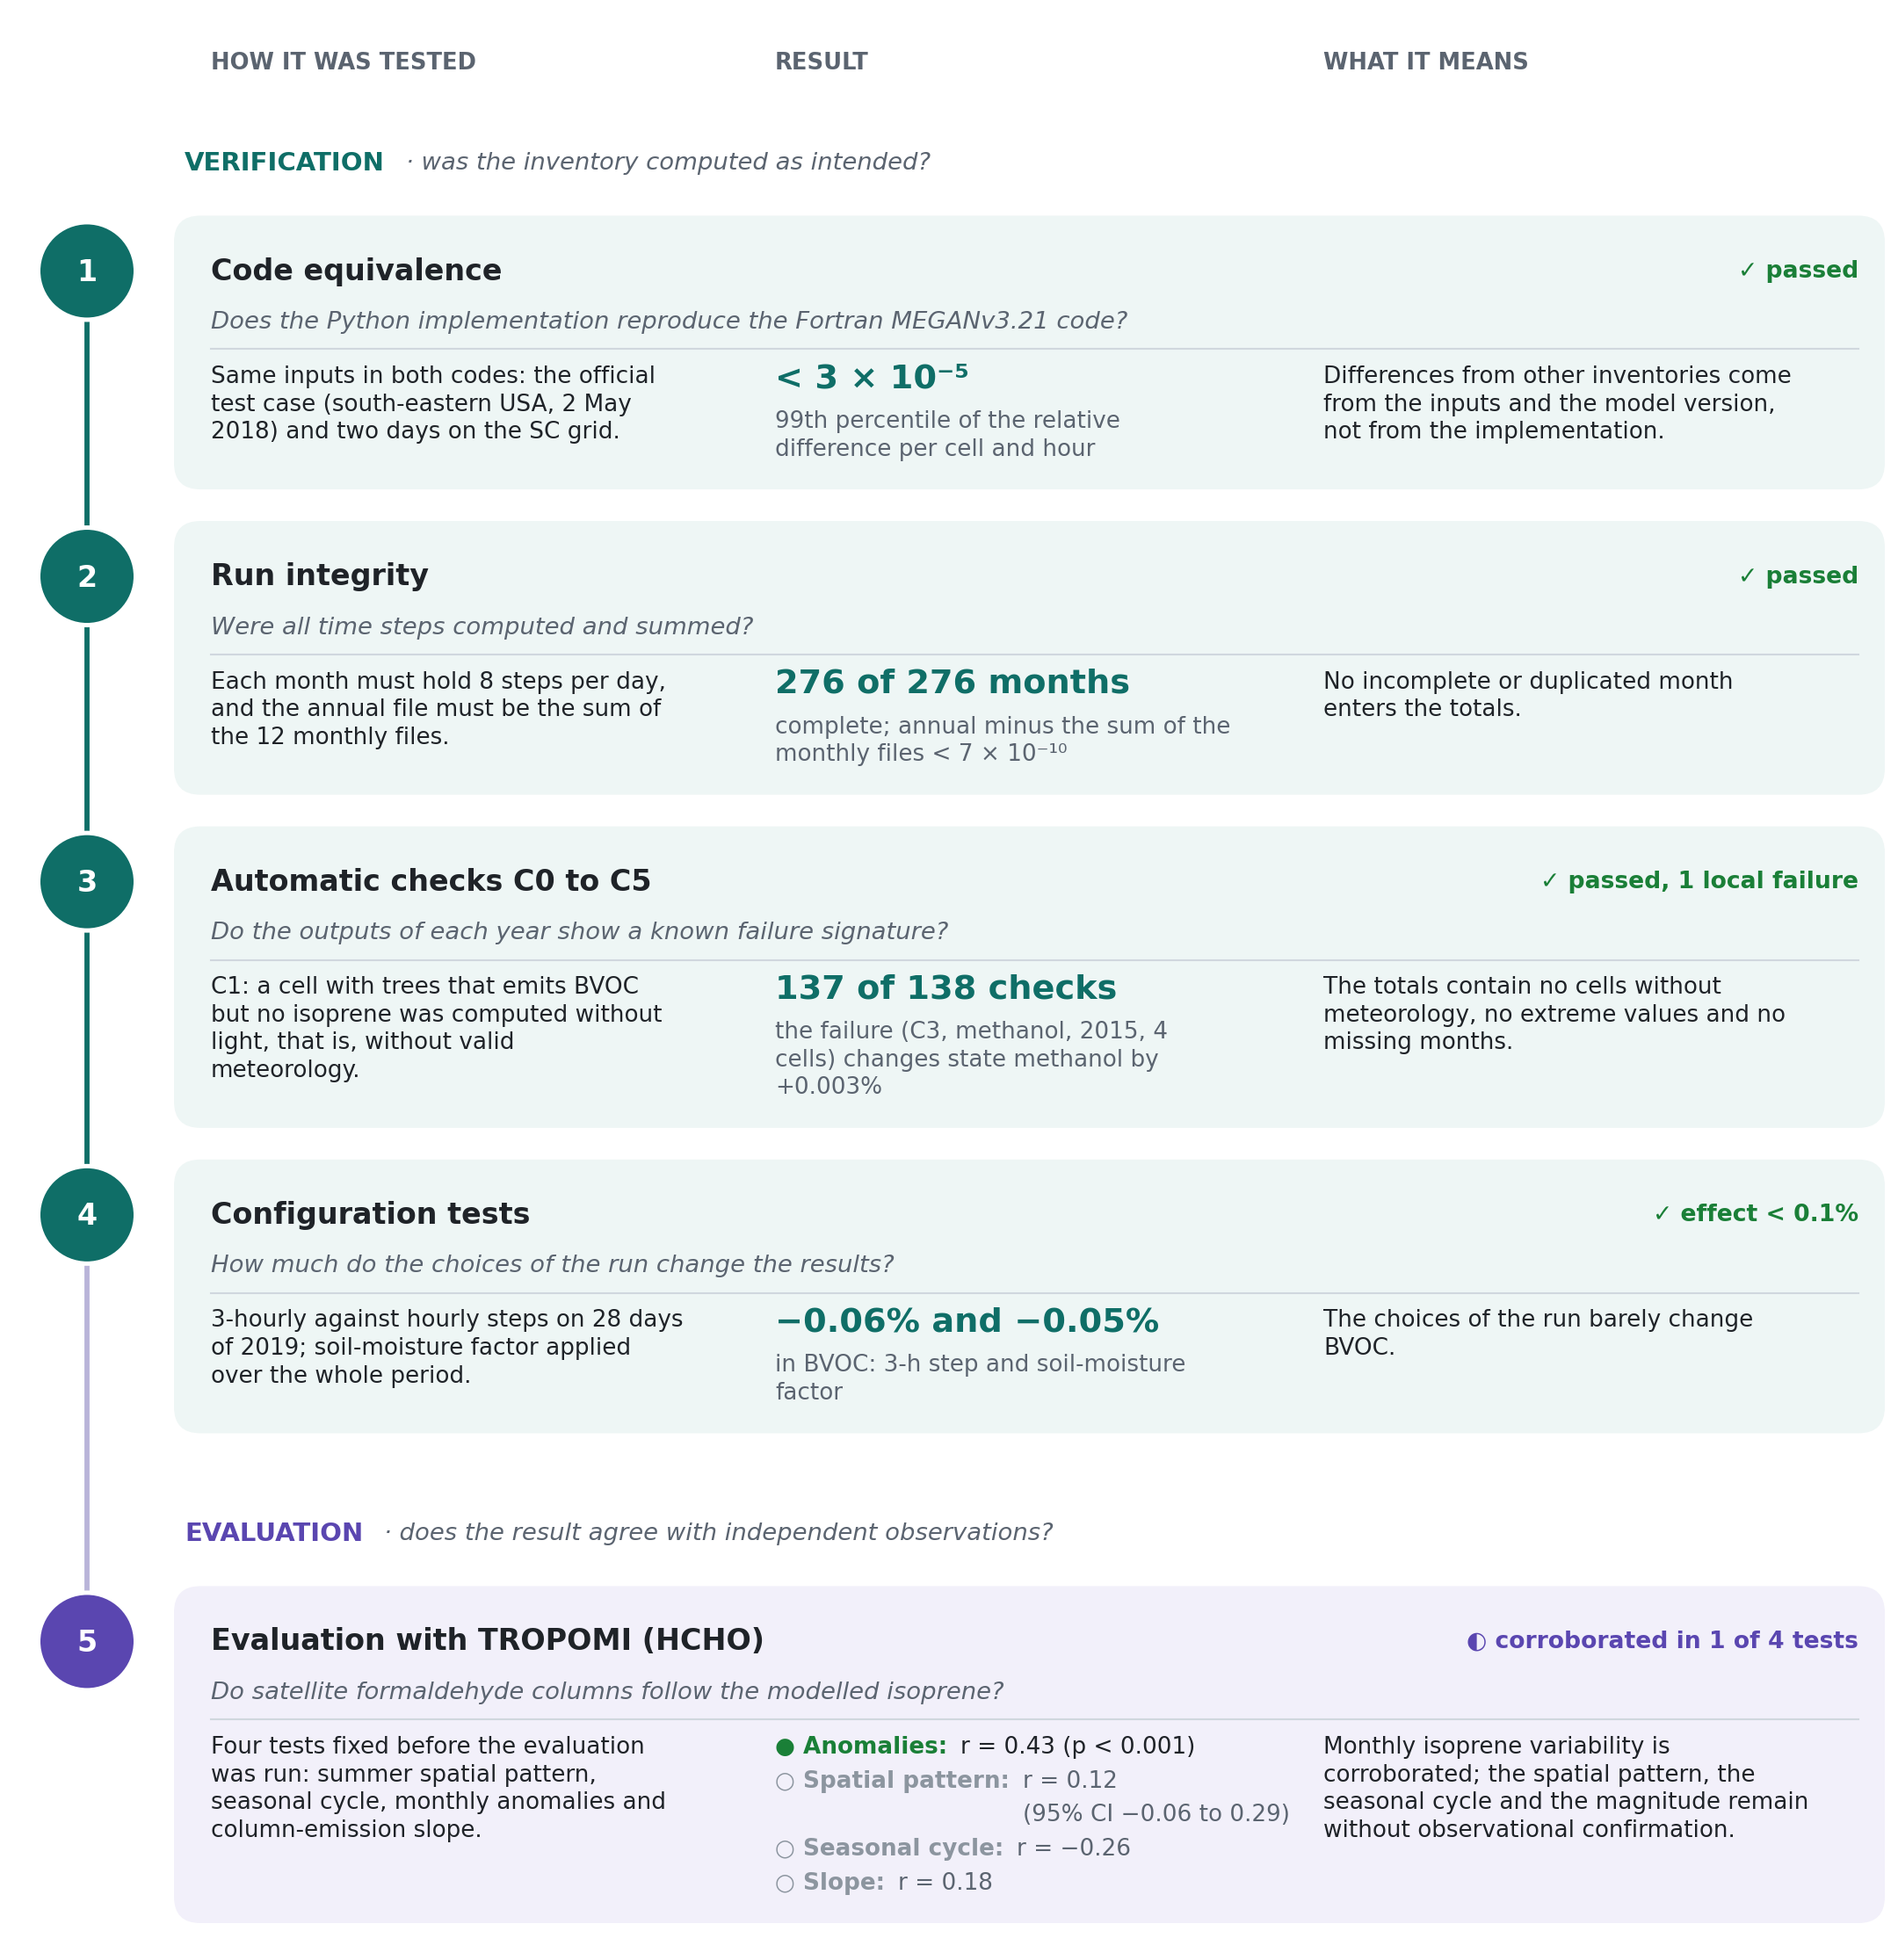 HOW IT WAS TESTED
RESULT
WHAT IT MEANS
VERIFICATION · was the inventory computed as intended?
1
Code equivalence
✓ passed
Does the Python implementation reproduce the Fortran MEGANv3.21 code?
Same inputs in both codes: the official
test case (south-eastern USA, 2 May
2018) and two days on the SC grid.
< 3 × 10⁻⁵
99th percentile of the relative
difference per cell and hour
Differences from other inventories come
from the inputs and the model version,
not from the implementation.
2
Run integrity
✓ passed
Were all time steps computed and summed?
Each month must hold 8 steps per day,
and the annual file must be the sum of
the 12 monthly files.
276 of 276 months
complete; annual minus the sum of the
monthly files < 7 × 10⁻¹⁰
No incomplete or duplicated month
enters the totals.
3
Automatic checks C0 to C5
✓ passed, 1 local failure
Do the outputs of each year show a known failure signature?
C1: a cell with trees that emits BVOC
but no isoprene was computed without
light, that is, without valid
meteorology.
137 of 138 checks
the failure (C3, methanol, 2015, 4
cells) changes state methanol by
+0.003%
The totals contain no cells without
meteorology, no extreme values and no
missing months.
4
Configuration tests
✓ effect < 0.1%
How much do the choices of the run change the results?
3-hourly against hourly steps on 28 days
of 2019; soil-moisture factor applied
over the whole period.
−0.06% and −0.05%
in BVOC: 3-h step and soil-moisture
factor
The choices of the run barely change
BVOC.
EVALUATION · does the result agree with independent observations?
5
Evaluation with TROPOMI (HCHO)
◐ corroborated in 1 of 4 tests
Do satellite formaldehyde columns follow the modelled isoprene?
Four tests fixed before the evaluation
was run: summer spatial pattern,
seasonal cycle, monthly anomalies and
column-emission slope.
● Anomalies: r = 0.43 (p < 0.001)
○ Spatial pattern: r = 0.12
(95% CI −0.06 to 0.29)
○ Seasonal cycle: r = −0.26
○ Slope: r = 0.18
Monthly isoprene variability is
corroborated; the spatial pattern, the
seasonal cycle and the magnitude remain
without observational confirmation.